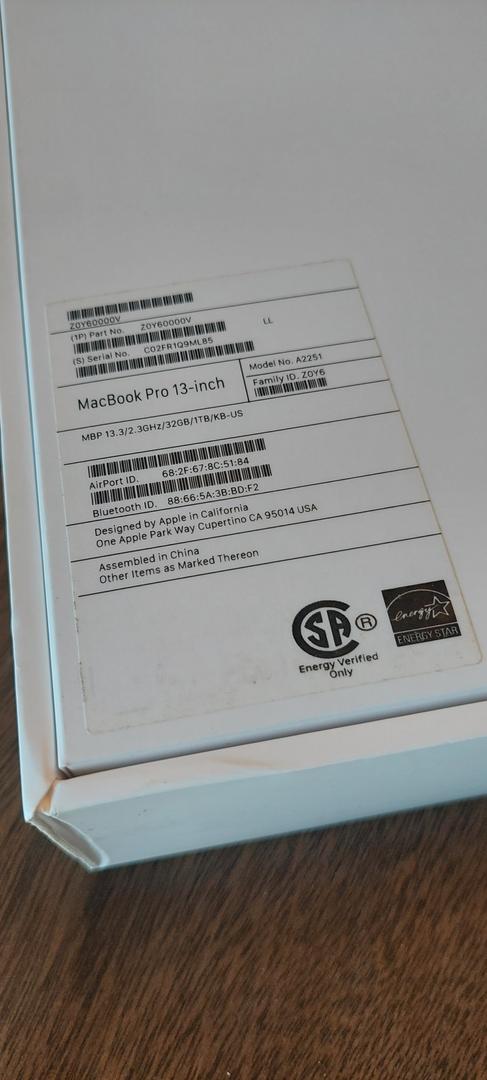 Z0Y60000V
(1P) Part No. Z0Y60000V LL
(S) Serial No. C02FR1Q9ML85
MacBook Pro 13-inch
Model No. A2251
Family ID. Z0Y6
MBP 13.3/2.3GHz/32GB/1TB/KB-US
AirPort ID. 68:2F:67:8C:51:84
Bluetooth ID. 88:66:5A:3B:BD:F2
Designed by Apple in California
One Apple Park Way Cupertino CA 95014 USA
Assembled in China
Other Items as Marked Thereon
SA ®
Energy Verified
Only
energy
ENERGY STAR